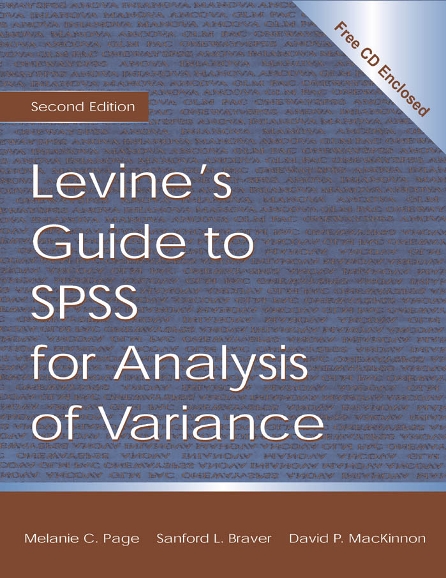 Free CD Enclosed
Second Edition
Levine's
Guide to
SPSS
for Analysis
of Variance
Melanie C. Page Sanford L. Braver David P. MacKinnon